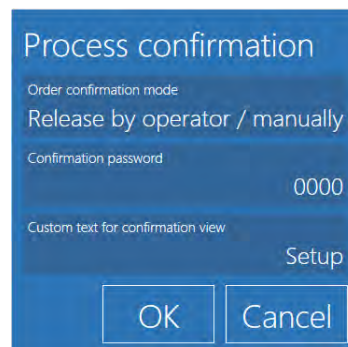 Process confirmation
Order confirmation mode
Release by operator / manually
Confirmation password
0000
Custom text for confirmation view
Setup
OK Cancel